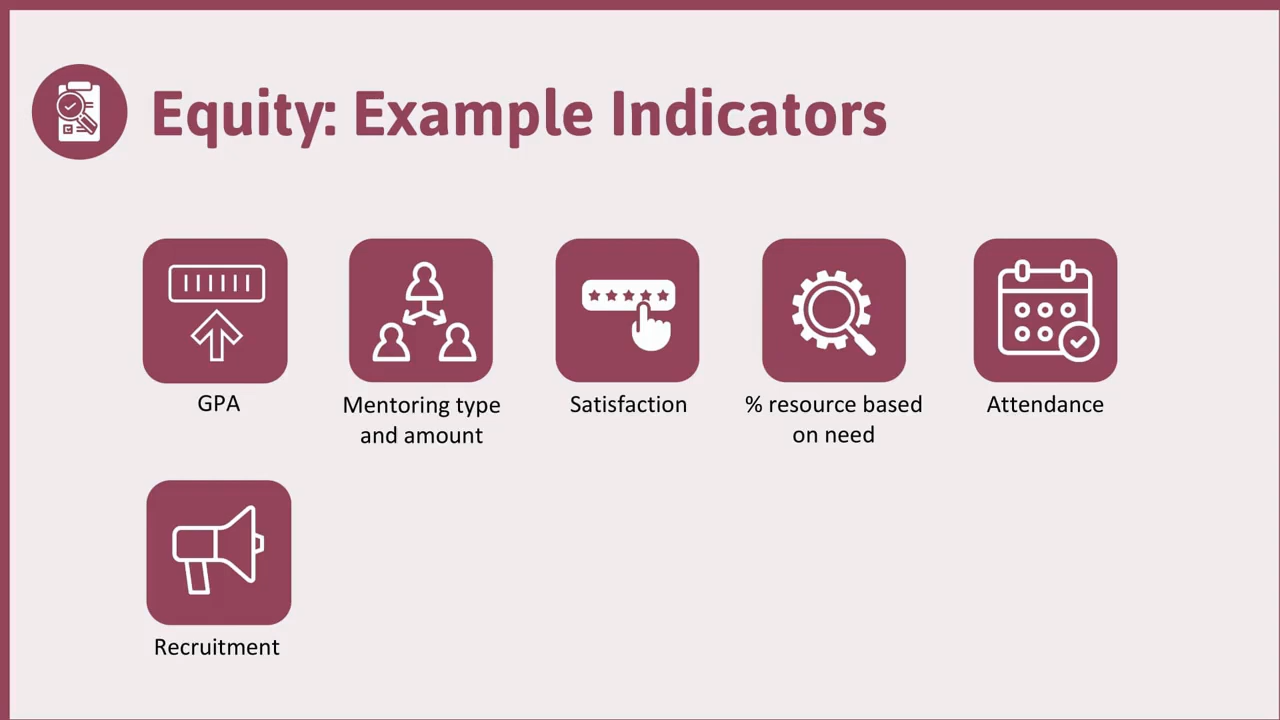 Equity: Example Indicators
GPA
Mentoring type
and amount
Satisfaction
% resource based
on need
Attendance
Recruitment